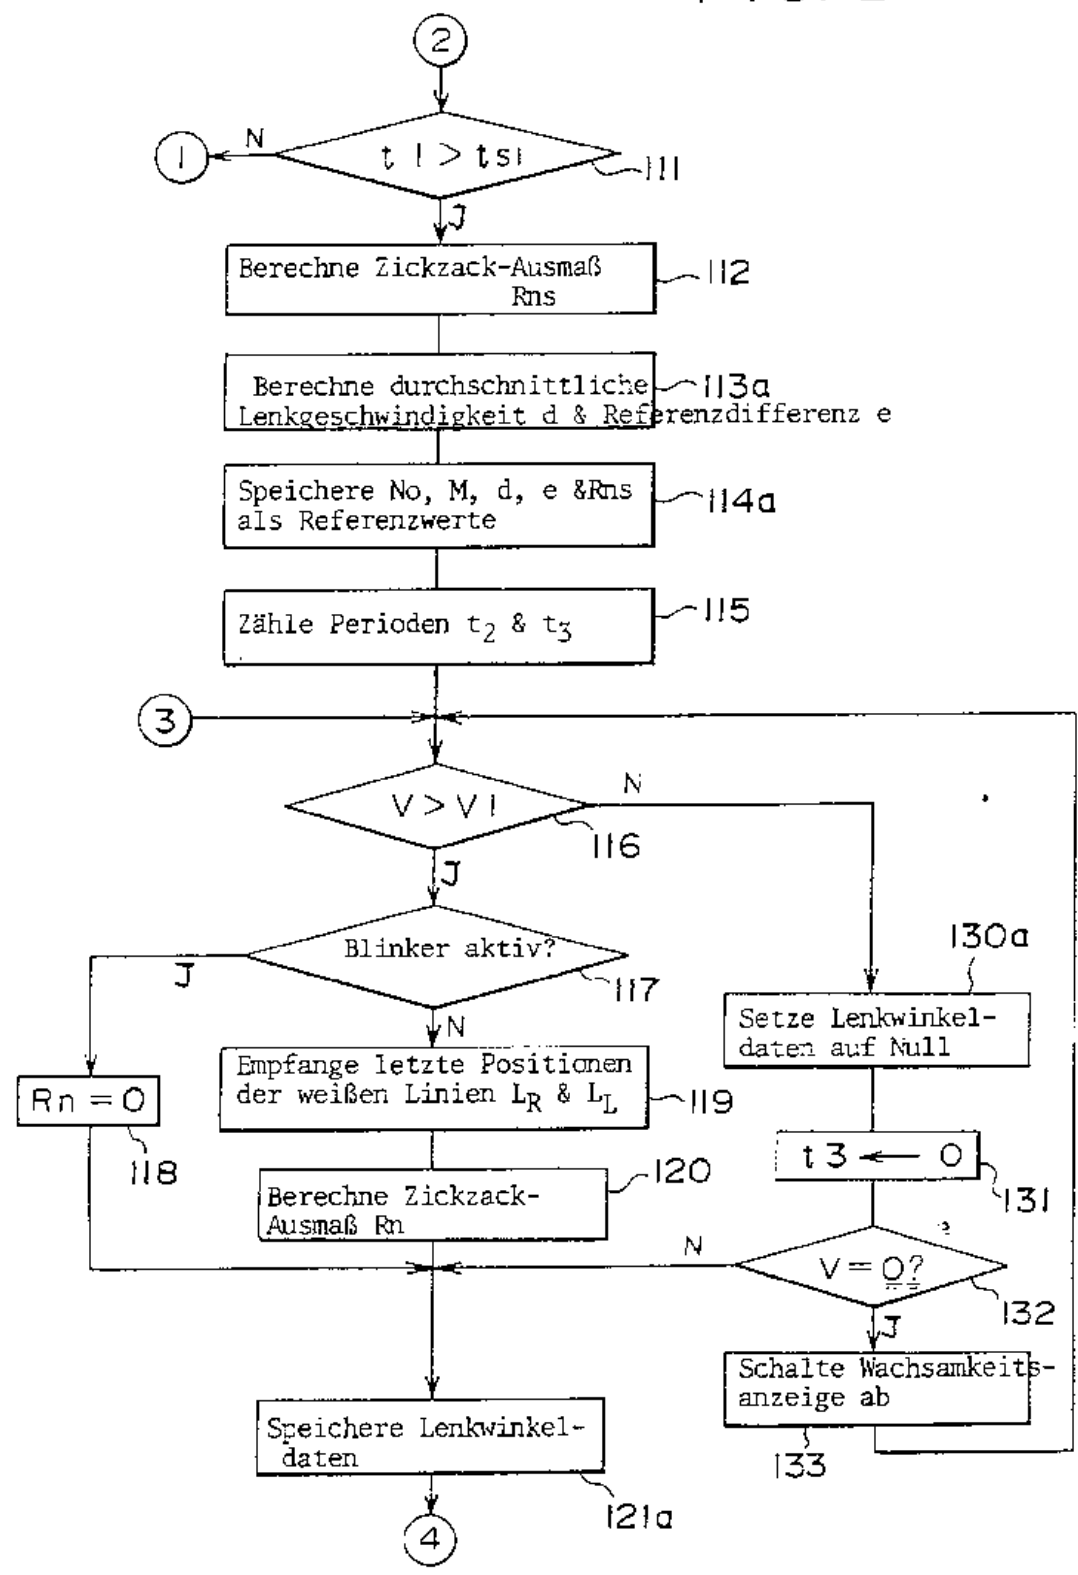 2
N
1
t 1 > ts1
111
J
Berechne Zickzack-Ausmaß
Rns
112
Berechne durchschnittliche
Lenkgeschwindigkeit d & Referenzdifferenz e
113a
Speichere No, M, d, e &Rns
als Referenzwerte
114a
Zähle Perioden t2 & t3
115
3
V > V1
N
116
J
Blinker aktiv?
J
117
N
130a
Setze Lenkwinkel-
daten auf Null
Empfange letzte Positionen
der weißen Linien LR & LL
119
Rn = 0
118
t3 ← 0
131
Berechne Zickzack-
Ausmaß Rn
120
N
V = 0?
132
J
Schalte Wachsamkeits-
anzeige ab
133
Speichere Lenkwinkel-
daten
121a
4